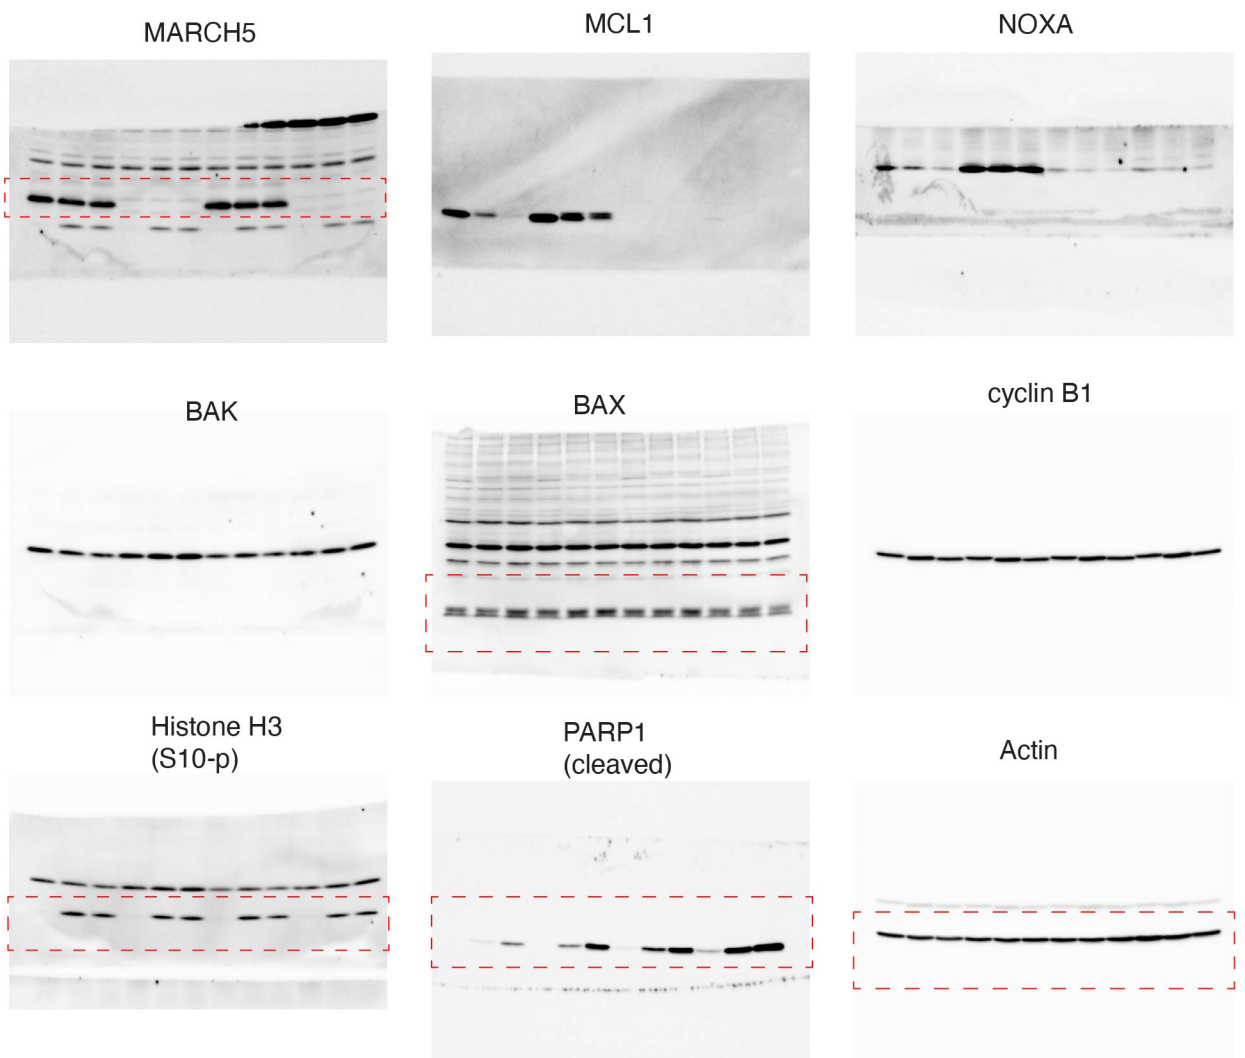 MARCH5
MCL1
NOXA
BAK
BAX
cyclin B1
Histone H3
(S10-p)
PARP1
(cleaved)
Actin